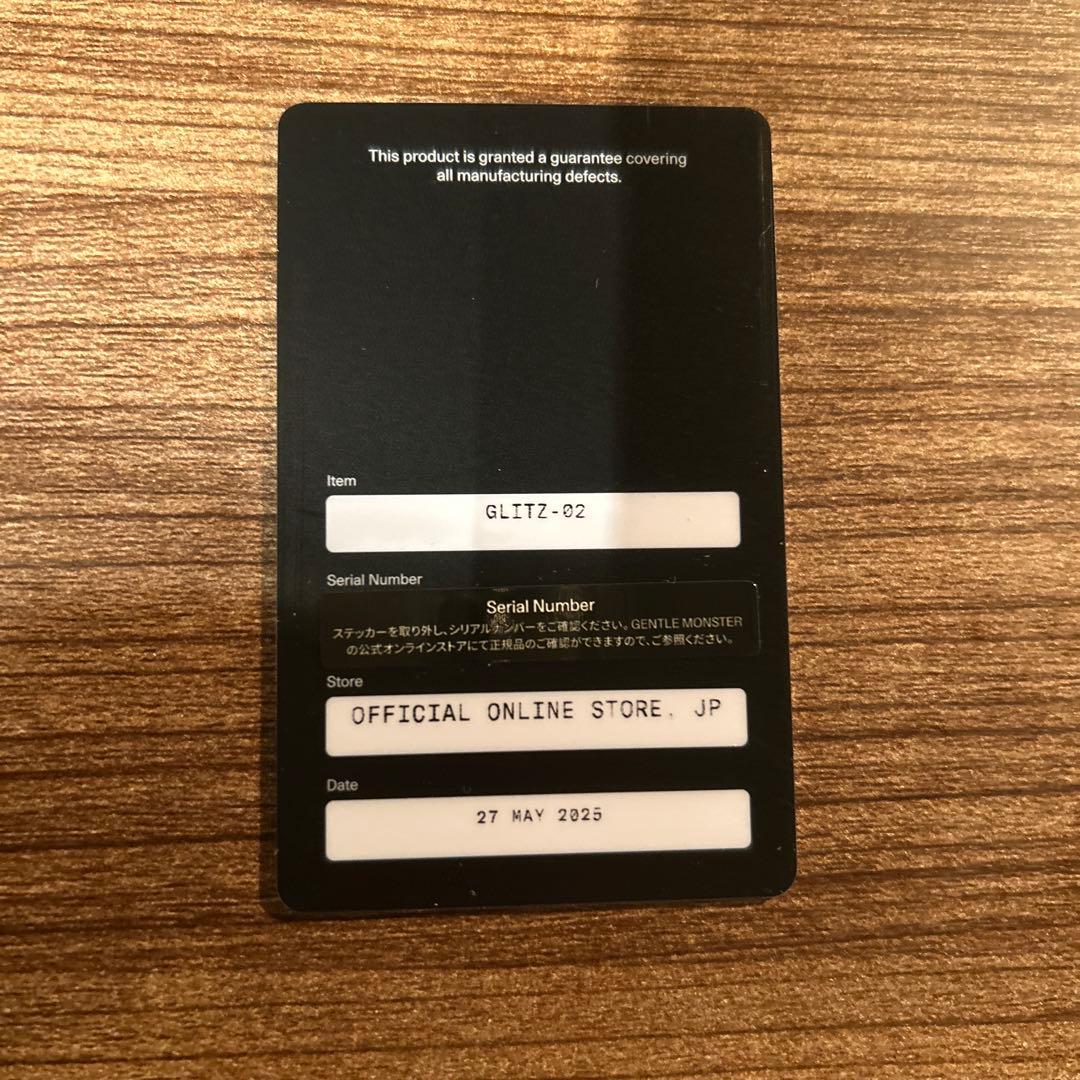 This product is granted a guarantee covering
all manufacturing defects.
Item
GLITZ-02
Serial Number
Serial Number
ステッカーを取り外し、シリアルナンバーをご確認ください。GENTLE MONSTER
の公式オンラインストアにて正規品のご確認ができますので、ご参照ください。
Store
OFFICIAL ONLINE STORE, JP
Date
27 MAY 2025